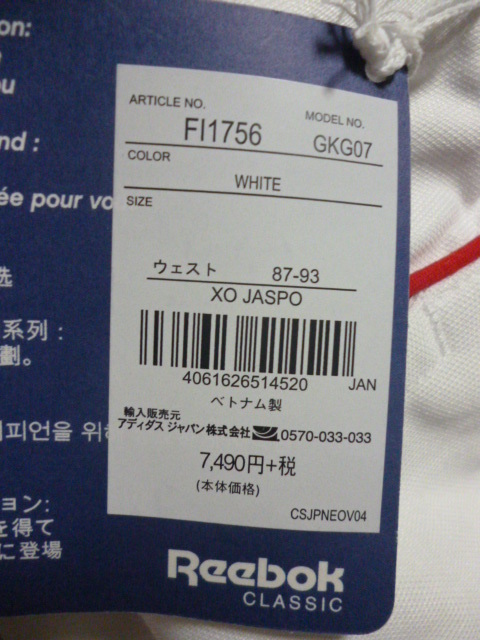 on:
ou
nd :
ée pour vo
选
系列 :
劃。
피언을 위해
ョン:
を得て
に登場
ARTICLE NO.
MODEL NO.
FI1756
GKG07
COLOR
WHITE
SIZE
ウェスト 87-93
XO JASPO
4061626514520 JAN
ベトナム製
輸入販売元
アディダス ジャパン株式会社 0570-033-033
7,490円+税
(本体価格)
CSJPNEOV04
Reebok
CLASSIC